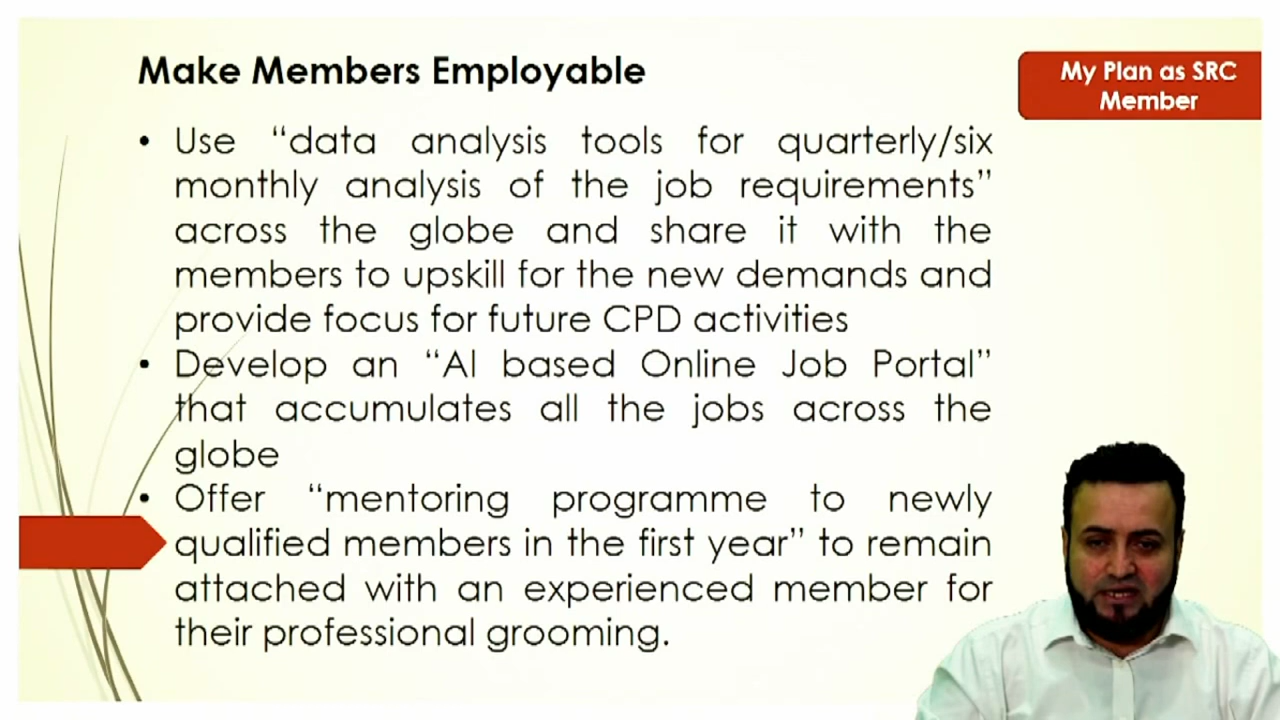 Make Members Employable
My Plan as SRC
Member
• Use “data analysis tools for quarterly/six
monthly analysis of the job requirements”
across the globe and share it with the
members to upskill for the new demands and
provide focus for future CPD activities
• Develop an “AI based Online Job Portal”
that accumulates all the jobs across the
globe
• Offer “mentoring programme to newly
qualified members in the first year” to remain
attached with an experienced member for
their professional grooming.